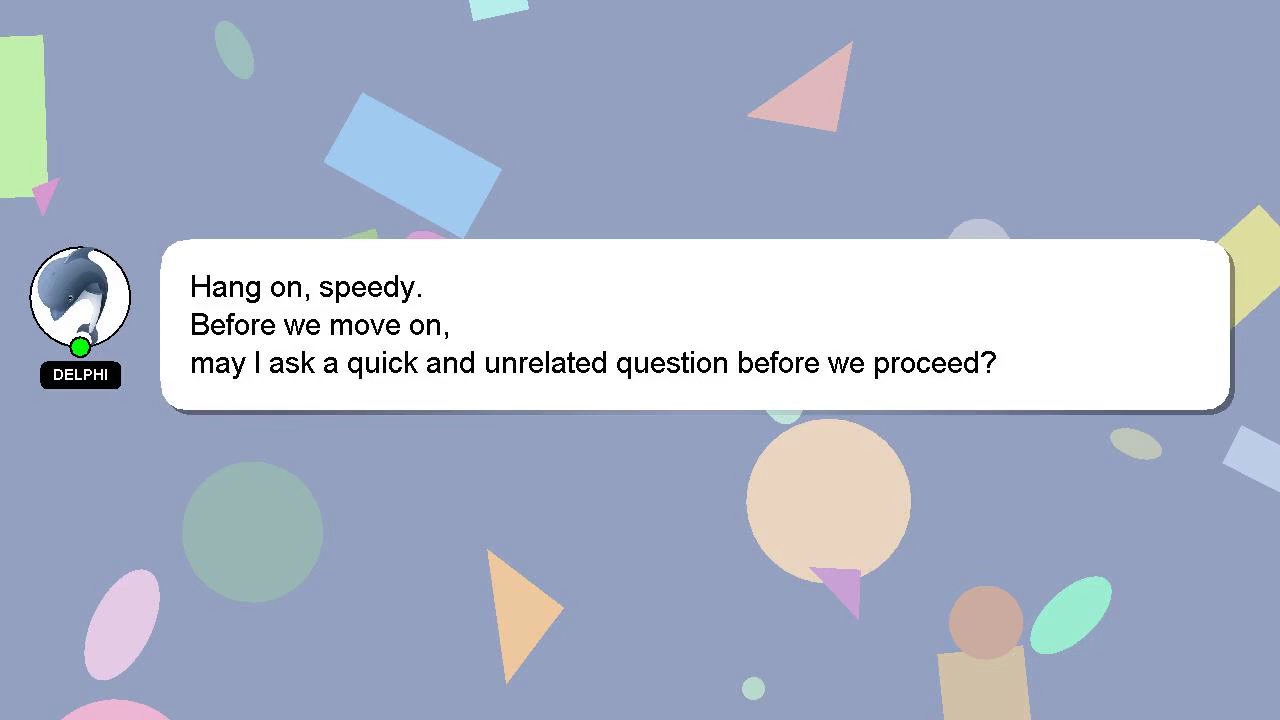 Hang on, speedy.
Before we move on,
may I ask a quick and unrelated question before we proceed?
DELPHI